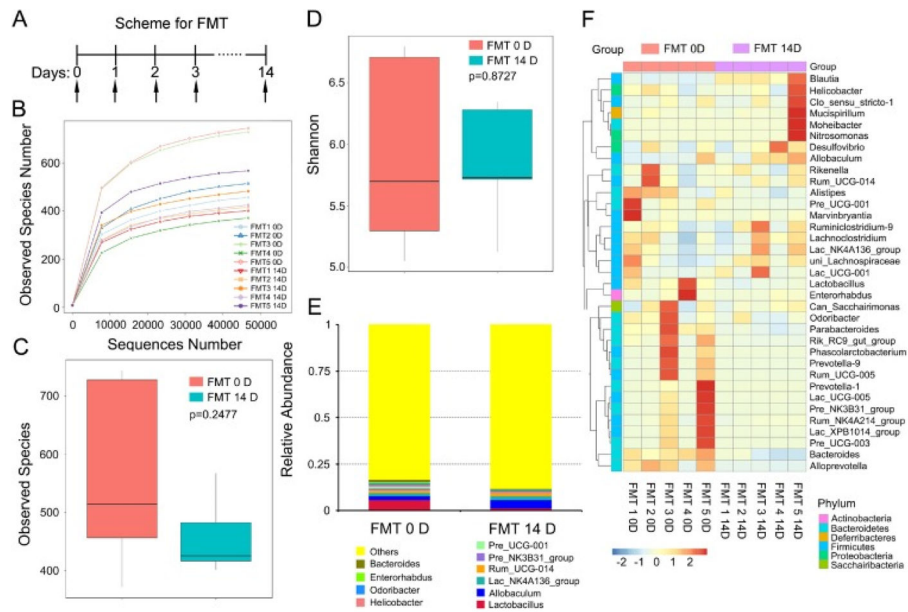 A
Scheme for FMT
Days: 0 1 2 3 14
B
Observed Species Number
600
400
200
0
0 10000 20000 30000 40000 50000
Sequences Number
FMT1 0D
FMT2 0D
FMT3 0D
FMT4 0D
FMT5 0D
FMT1 14D
FMT2 14D
FMT3 14D
FMT4 14D
FMT5 14D
C
Observed Species
700
600
500
400
FMT 0 D
FMT 14 D
p=0.2477
D
Shannon
6.5
6.0
5.5
5.0
FMT 0D
FMT 14D
p=0.8727
E
Relative Abundance
1
0.75
0.5
0.25
0
FMT 0 D
FMT 14 D
Others
Bacteroides
Enterorhabdus
Odoribacter
Helicobacter
Pre_UCG-001
Pre_NK3B31_group
Rum_UCG-014
Lac_NK4A136_group
Allobaculum
Lactobacillus
F
Group FMT 0D FMT 14D
Group
Blautia
Helicobacter
Clo_sensu_stricto-1
Mucispirillum
Moheibacter
Nitrosomonas
Desulfovibrio
Allobaculum
Rikenella
Rum_UCG-014
Alistipes
Pre_UCG-001
Marvinbryantia
Ruminiclostridium-9
Lachnoclostridium
Lac_NK4A136_group
uni_Lachnospiraceae
Lac_UCG-001
Lactobacillus
Enterorhabdus
Can_Saccharimonas
Odoribacter
Parabacteroides
Rik_RC9_gut_group
Phascolarctobacterium
Prevotella-9
Rum_UCG-005
Prevotella-1
Lac_UCG-005
Pre_NK3B31_group
Rum_NK4A214_group
Lac_XPB1014_group
Pre_UCG-003
Bacteroides
Alloprevotella
FMT 1 0D
FMT 2 0D
FMT 3 0D
FMT 4 0D
FMT 5 0D
FMT 1 14D
FMT 2 14D
FMT 3 14D
FMT 4 14D
FMT 5 14D
-2 -1 0 1 2
Phylum
Actinobacteria
Bacteroidetes
Deferribacteres
Firmicutes
Proteobacteria
Sacchairibacteria